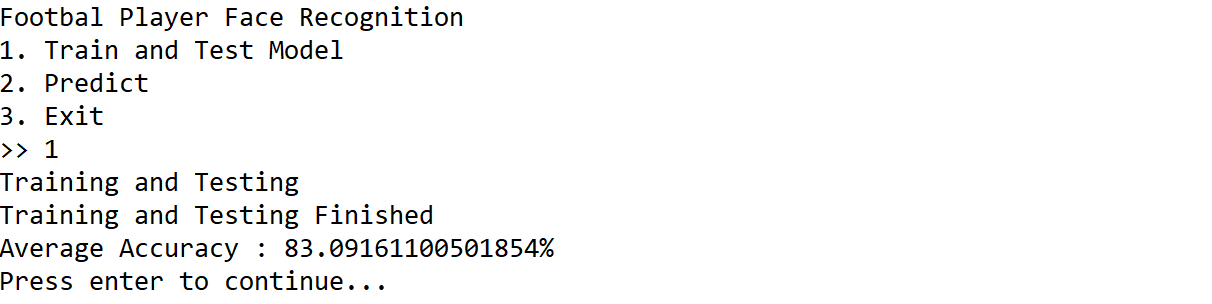 Footbal Player Face Recognition
1. Train and Test Model
2. Predict
3. Exit
>> 1
Training and Testing
Training and Testing Finished
Average Accuracy : 83.09161100501854%
Press enter to continue...